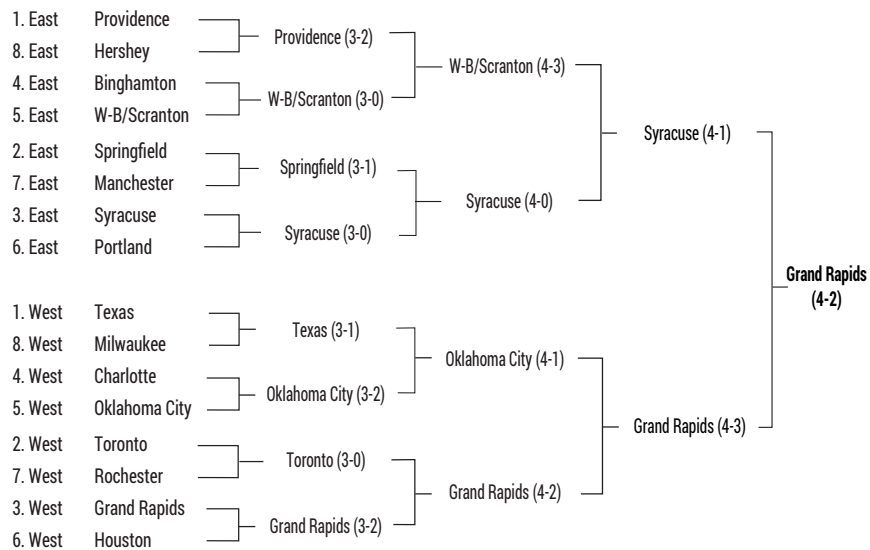 1. East Providence
8. East Hershey
4. East Binghamton
5. East W-B/Scranton
2. East Springfield
7. East Manchester
3. East Syracuse
6. East Portland
1. West Texas
8. West Milwaukee
4. West Charlotte
5. West Oklahoma City
2. West Toronto
7. West Rochester
3. West Grand Rapids
6. West Houston
Providence (3-2)
W-B/Scranton (3-0)
Springfield (3-1)
Syracuse (3-0)
Texas (3-1)
Oklahoma City (3-2)
Toronto (3-0)
Grand Rapids (3-2)
W-B/Scranton (4-3)
Syracuse (4-0)
Oklahoma City (4-1)
Grand Rapids (4-2)
Syracuse (4-1)
Grand Rapids (4-3)
Grand Rapids
(4-2)